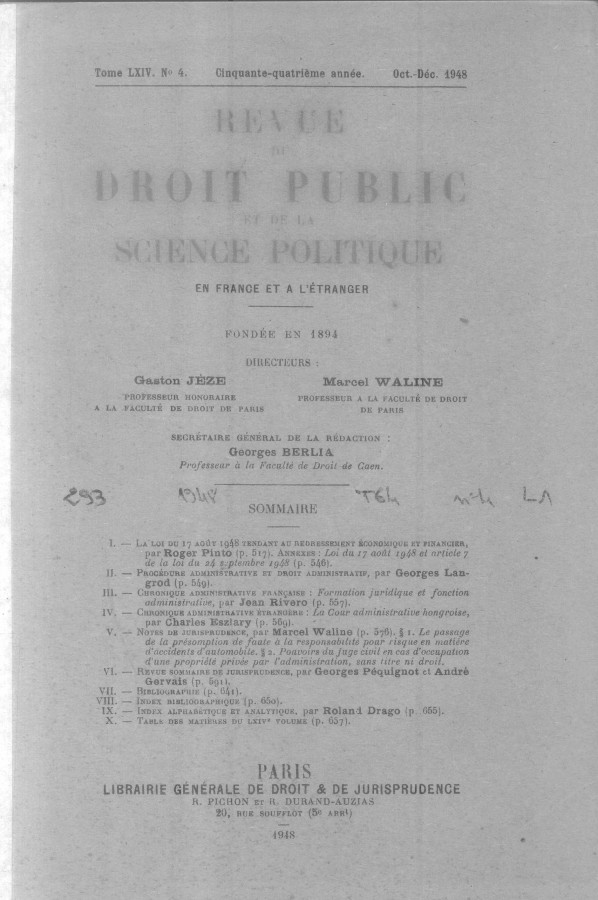 Tome LXIV. Nº 4. Cinquante-quatrième année. Oct.-Déc. 1948
REVUE
DU
DROIT PUBLIC
ET DE LA
SCIENCE POLITIQUE
EN FRANCE ET A L'ÉTRANGER
FONDÉE EN 1894
DIRECTEURS :
Gaston JÈZE
PROFESSEUR HONORAIRE
A LA FACULTÉ DE DROIT DE PARIS
Marcel WALINE
PROFESSEUR A LA FACULTÉ DE DROIT
DE PARIS
SECRÉTAIRE GÉNÉRAL DE LA RÉDACTION :
Georges BERLIA
Professeur à la Faculté de Droit de Caen.
293 1948 T64 n°4 L1
SOMMAIRE
I. — LA LOI DU 17 AOÛT 1948 TENDANT AU REDRESSEMENT ÉCONOMIQUE ET FINANCIER,
par Roger Pinto (p. 517). ANNEXES : Loi du 17 août 1948 et article 7
de la loi du 24 septembre 1948 (p. 546).
II. — PROCÉDURE ADMINISTRATIVE ET DROIT ADMINISTRATIF, par Georges Lan-
grod (p. 549).
III. — CHRONIQUE ADMINISTRATIVE FRANÇAISE : Formation juridique et fonction
administrative, par Jean Rivero (p. 557).
IV. — CHRONIQUE ADMINISTRATIVE ÉTRANGÈRE : La Cour administrative hongroise,
par Charles Eszlary (p. 569).
V. — NOTES DE JURISPRUDENCE, par Marcel Waline (p. 576). § 1. Le passage
de la présomption de faute à la responsabilité pour risque en matière
d'accidents d'automobile. § 2. Pouvoirs du juge civil en cas d'occupation
d'une propriété privée par l'administration, sans titre ni droit.
VI. — REVUE SOMMAIRE DE JURISPRUDENCE, par Georges Péquignot et André
Gervais (p. 591).
VII. — BIBLIOGRAPHIE (p. 641).
VIII. — INDEX BIBLIOGRAPHIQUE (p. 650).
IX. — INDEX ALPHABÉTIQUE ET ANALYTIQUE, par Roland Drago (p. 655).
X. — TABLE DES MATIÈRES DU LXIVe VOLUME (p. 657).
PARIS
LIBRAIRIE GÉNÉRALE DE DROIT & DE JURISPRUDENCE
R. PICHON ET R. DURAND-AUZIAS
20, RUE SOUFFLOT (5e ARRt)
1948